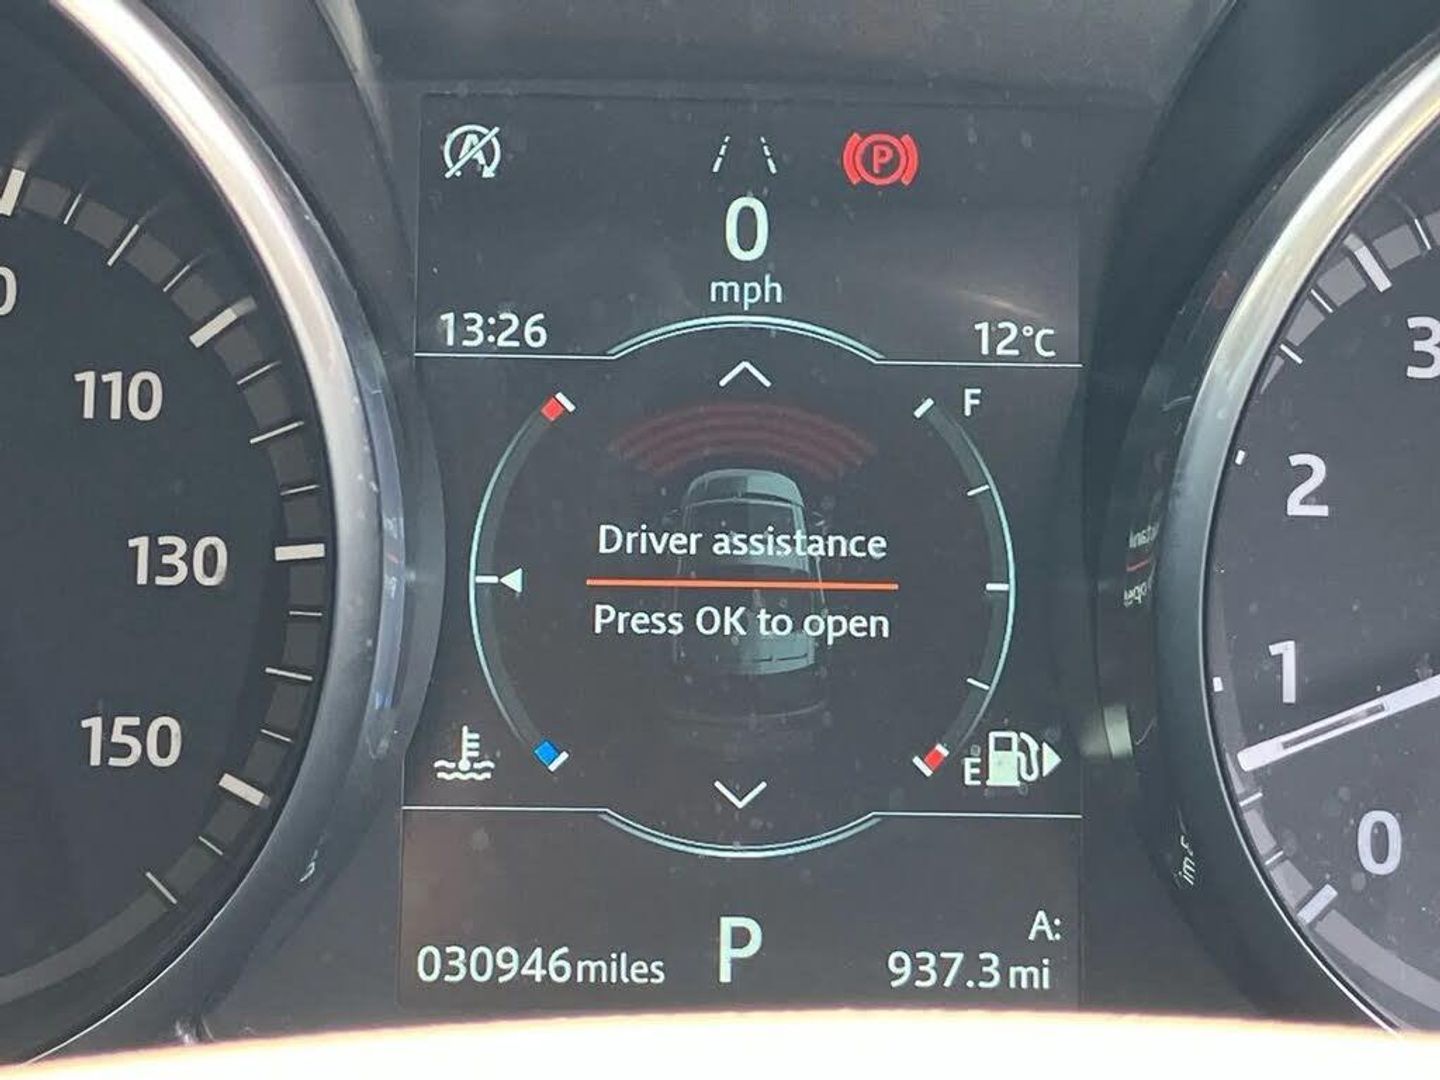 A
P
0
mph
13:26
12°C
F
110
3
2
Driver assistance
130
Press OK to open
1
150
E
0
A:
030946miles
P
937.3mi